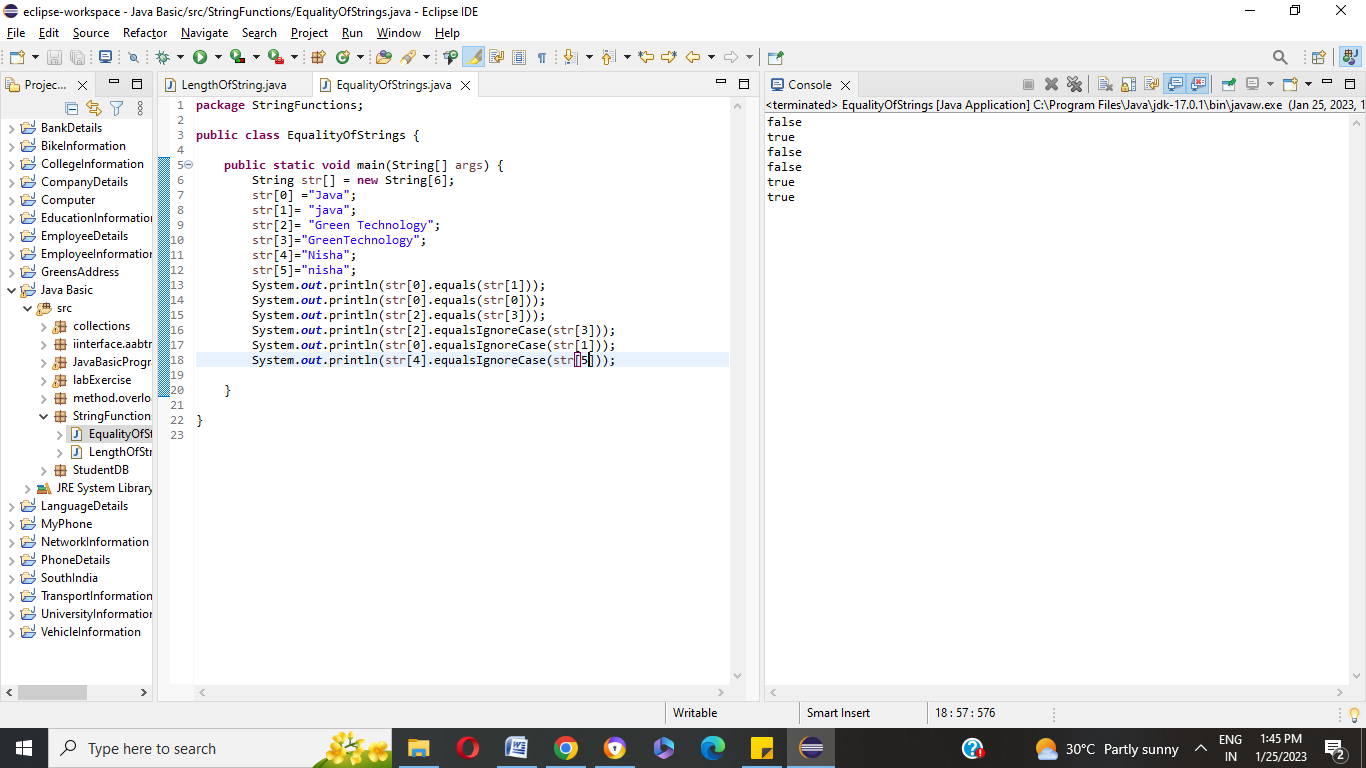 eclipse-workspace - Java Basic/src/StringFunctions/EqualityOfStrings.java - Eclipse IDE
File Edit Source Refactor Navigate Search Project Run Window Help
Projec...
BankDetails
BikeInformation
CollegeInformation
CompanyDetails
Computer
EducationInformation
EmployeeDetails
EmployeeInformation
GreensAddress
Java Basic
src
collections
iinterface.aabtr
JavaBasicProgr
labExercise
method.overlo
StringFunctions
EqualityOfSt
LengthOfStr
StudentDB
JRE System Library
LanguageDetails
MyPhone
NetworkInformation
PhoneDetails
SouthIndia
TransportInformation
UniversityInformation
VehicleInformation
LengthOfString.java EqualityOfStrings.java
1 package StringFunctions;
2
3 public class EqualityOfStrings {
4
5 public static void main(String[] args) {
6 String str[] = new String[6];
7 str[0] ="Java";
8 str[1]= "java";
9 str[2]= "Green Technology";
10 str[3]="GreenTechnology";
11 str[4]="Nisha";
12 str[5]="nisha";
13 System.out.println(str[0].equals(str[1]));
14 System.out.println(str[0].equals(str[0]));
15 System.out.println(str[2].equals(str[3]));
16 System.out.println(str[2].equalsIgnoreCase(str[3]));
17 System.out.println(str[0].equalsIgnoreCase(str[1]));
18 System.out.println(str[4].equalsIgnoreCase(str[5]));
19
20 }
21
22 }
23
Console
<terminated> EqualityOfStrings [Java Application] C:\Program Files\Java\jdk-17.0.1\bin\javaw.exe (Jan 25, 2023, 1
false
true
false
false
true
true
Writable Smart Insert 18 : 57 : 576
Type here to search
30°C Partly sunny
ENG
IN
1:45 PM
1/25/2023
2